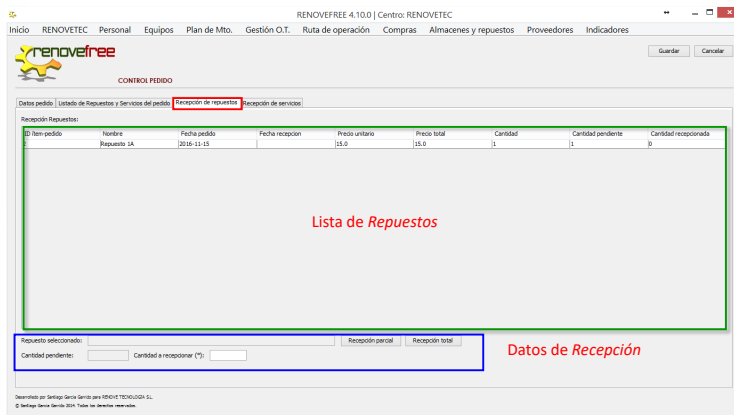 RENOVEFREE 4.10.0 | Centro: RENOVETEC
Inicio RENOVETEC Personal Equipos Plan de Mto. Gestión O.T. Ruta de operación Compras Almacenes y repuestos Proveedores Indicadores
renovefree
Guardar Cancelar
CONTROL PEDIDO
Datos pedido Listado de Repuestos y Servicios del pedido Recepción de repuestos Recepción de servicios
Recepción Repuestos:
ID ítem-pedido Nombre Fecha pedido Fecha recepcion Precio unitario Precio total Cantidad Cantidad pendiente Cantidad recepcionada
Repuesto 1A 2016-11-15 15.0 15.0 1 1 0
Lista de Repuestos
Repuesto seleccionado: Recepción parcial Recepción total
Cantidad pendiente: Cantidad a recepcionar (*):
Datos de Recepción
Desarrollado por Santiago García Garrido para RENOVE TECNOLOGIA S.L.
© Santiago García Garrido 2014. Todos los derechos reservados.